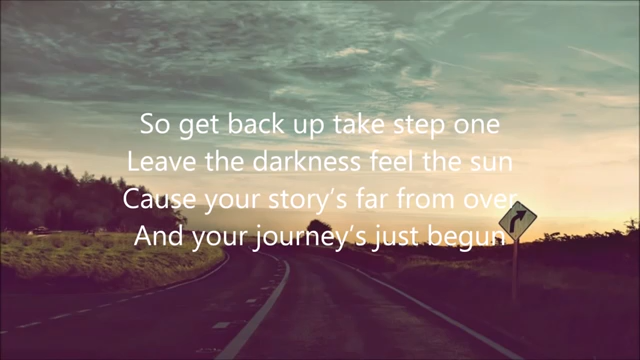 So get back up take step one
Leave the darkness feel the sun
Cause your story's far from over
And your journey's just begun